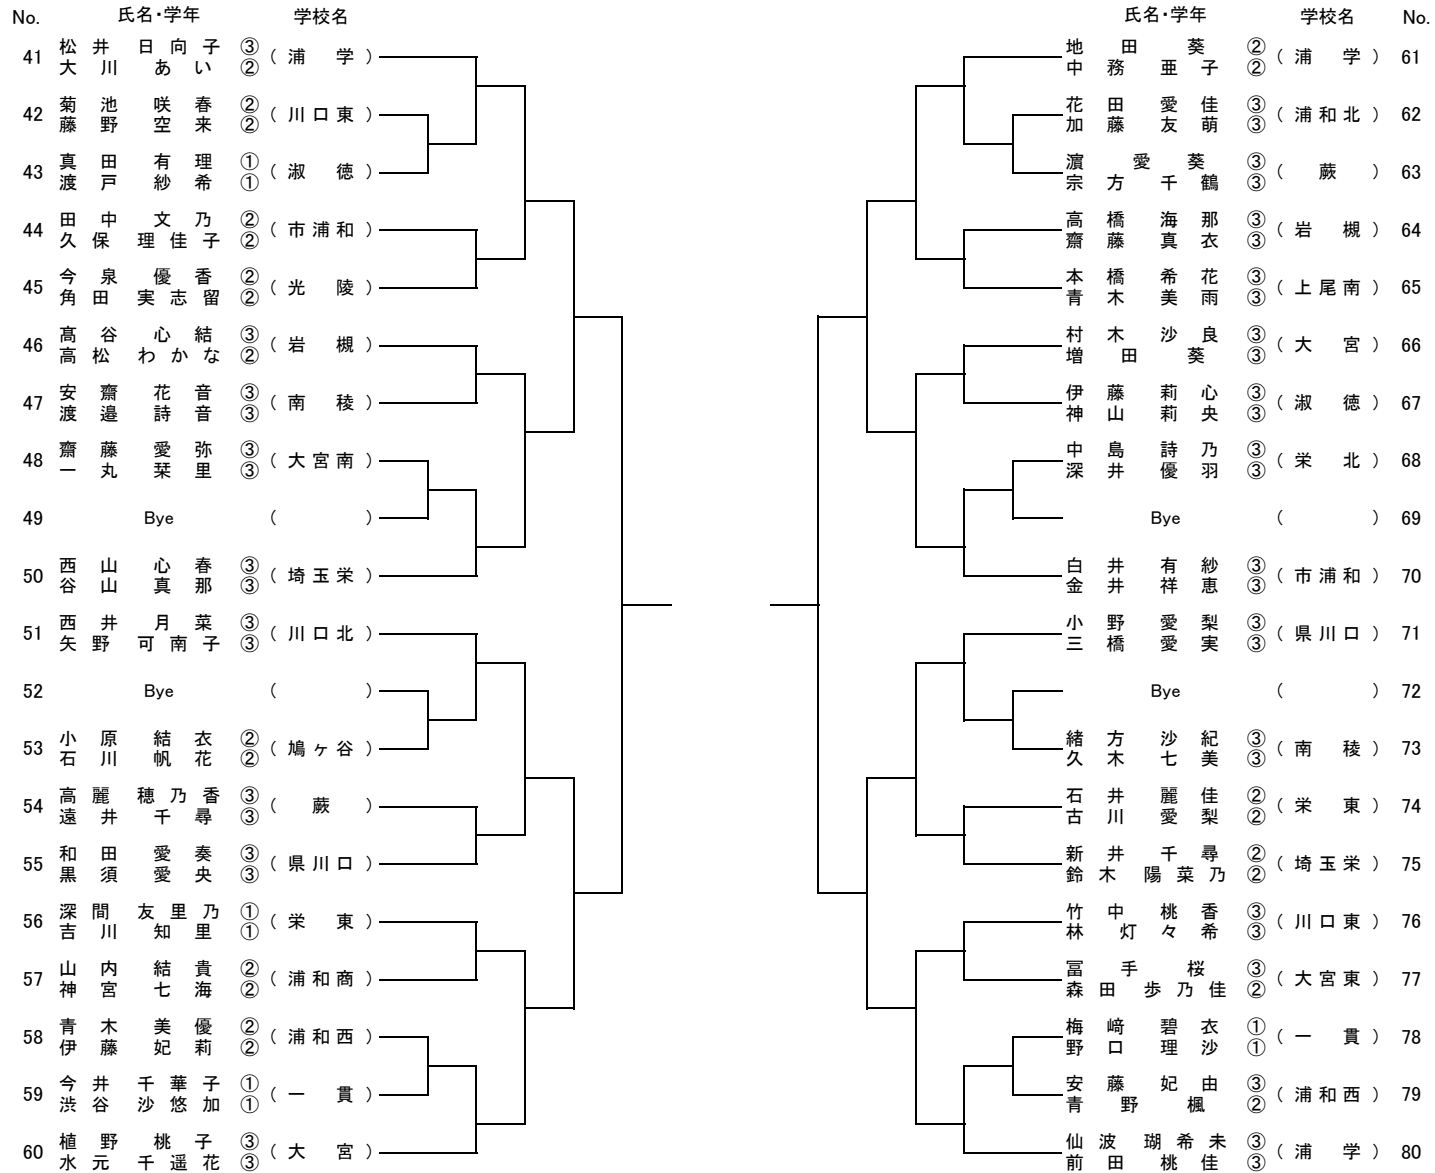 No. 氏名・学年 学校名
41 松井 日向子 ③ 大川 あい ② (浦学)
42 菊池 咲春 ② 藤野 空来 ② (川口東)
43 真田 有理 ① 渡戸 紗希 ① (淑徳)
44 田中 文乃 ② 久保 理佳子 ② (市浦和)
45 今泉 優香 ② 角田 実志留 ② (光陵)
46 髙谷 心結 ③ 高松 わかな ② (岩槻)
47 安齋 花音 ③ 渡邉 詩音 ③ (南稜)
48 齋藤 愛弥 ③ 一丸 栞里 ③ (大宮南)
49 Bye ( )
50 西山 心春 ③ 谷山 真那 ③ (埼玉栄)
51 西井 月菜 ③ 矢野 可南子 ③ (川口北)
52 Bye ( )
53 小原 結衣 ② 石川 帆花 ② (鳩ヶ谷)
54 高麗 穂乃香 ③ 遠井 千尋 ③ (蕨)
55 和田 愛奏 ③ 黒須 愛央 ③ (県川口)
56 深間 友里乃 ① 吉川 知里 ① (栄東)
57 山内 結貴 ② 神宮 七海 ② (浦和商)
58 青木 美優 ② 伊藤 妃莉 ② (浦和西)
59 今井 千華子 ① 渋谷 沙悠加 ① (一貫)
60 植野 桃子 ③ 水元 千遥花 ③ (大宮)
氏名・学年 学校名 No.
地田 葵 ② 中務 亜子 ② (浦学) 61
花田 愛佳 ③ 加藤 友萌 ③ (浦和北) 62
濵 愛葵 ③ 宗方 千鶴 ③ (蕨) 63
高橋 海那 ③ 齋藤 真衣 ③ (岩槻) 64
本橋 希花 ③ 青木 美雨 ③ (上尾南) 65
村木 沙良 ③ 増田 葵 ③ (大宮) 66
伊藤 莉心 ③ 神山 莉央 ③ (淑徳) 67
中島 詩乃 ③ 深井 優羽 ③ (栄北) 68
Bye ( ) 69
白井 有紗 ③ 金井 祥恵 ③ (市浦和) 70
小野 愛梨 ③ 三橋 愛実 ③ (県川口) 71
Bye ( ) 72
緒方 沙紀 ③ 久木 七美 ③ (南稜) 73
石井 麗佳 ② 古川 愛梨 ② (栄東) 74
新井 千尋 ② 鈴木 陽菜乃 ② (埼玉栄) 75
竹中 桃香 ③ 林 灯々希 ③ (川口東) 76
冨手 桜 ③ 森田 歩乃佳 ② (大宮東) 77
梅﨑 碧衣 ① 野口 理沙 ① (一貫) 78
安藤 妃由 ③ 青野 楓 ② (浦和西) 79
仙波 瑚希未 ③ 前田 桃佳 ③ (浦学) 80